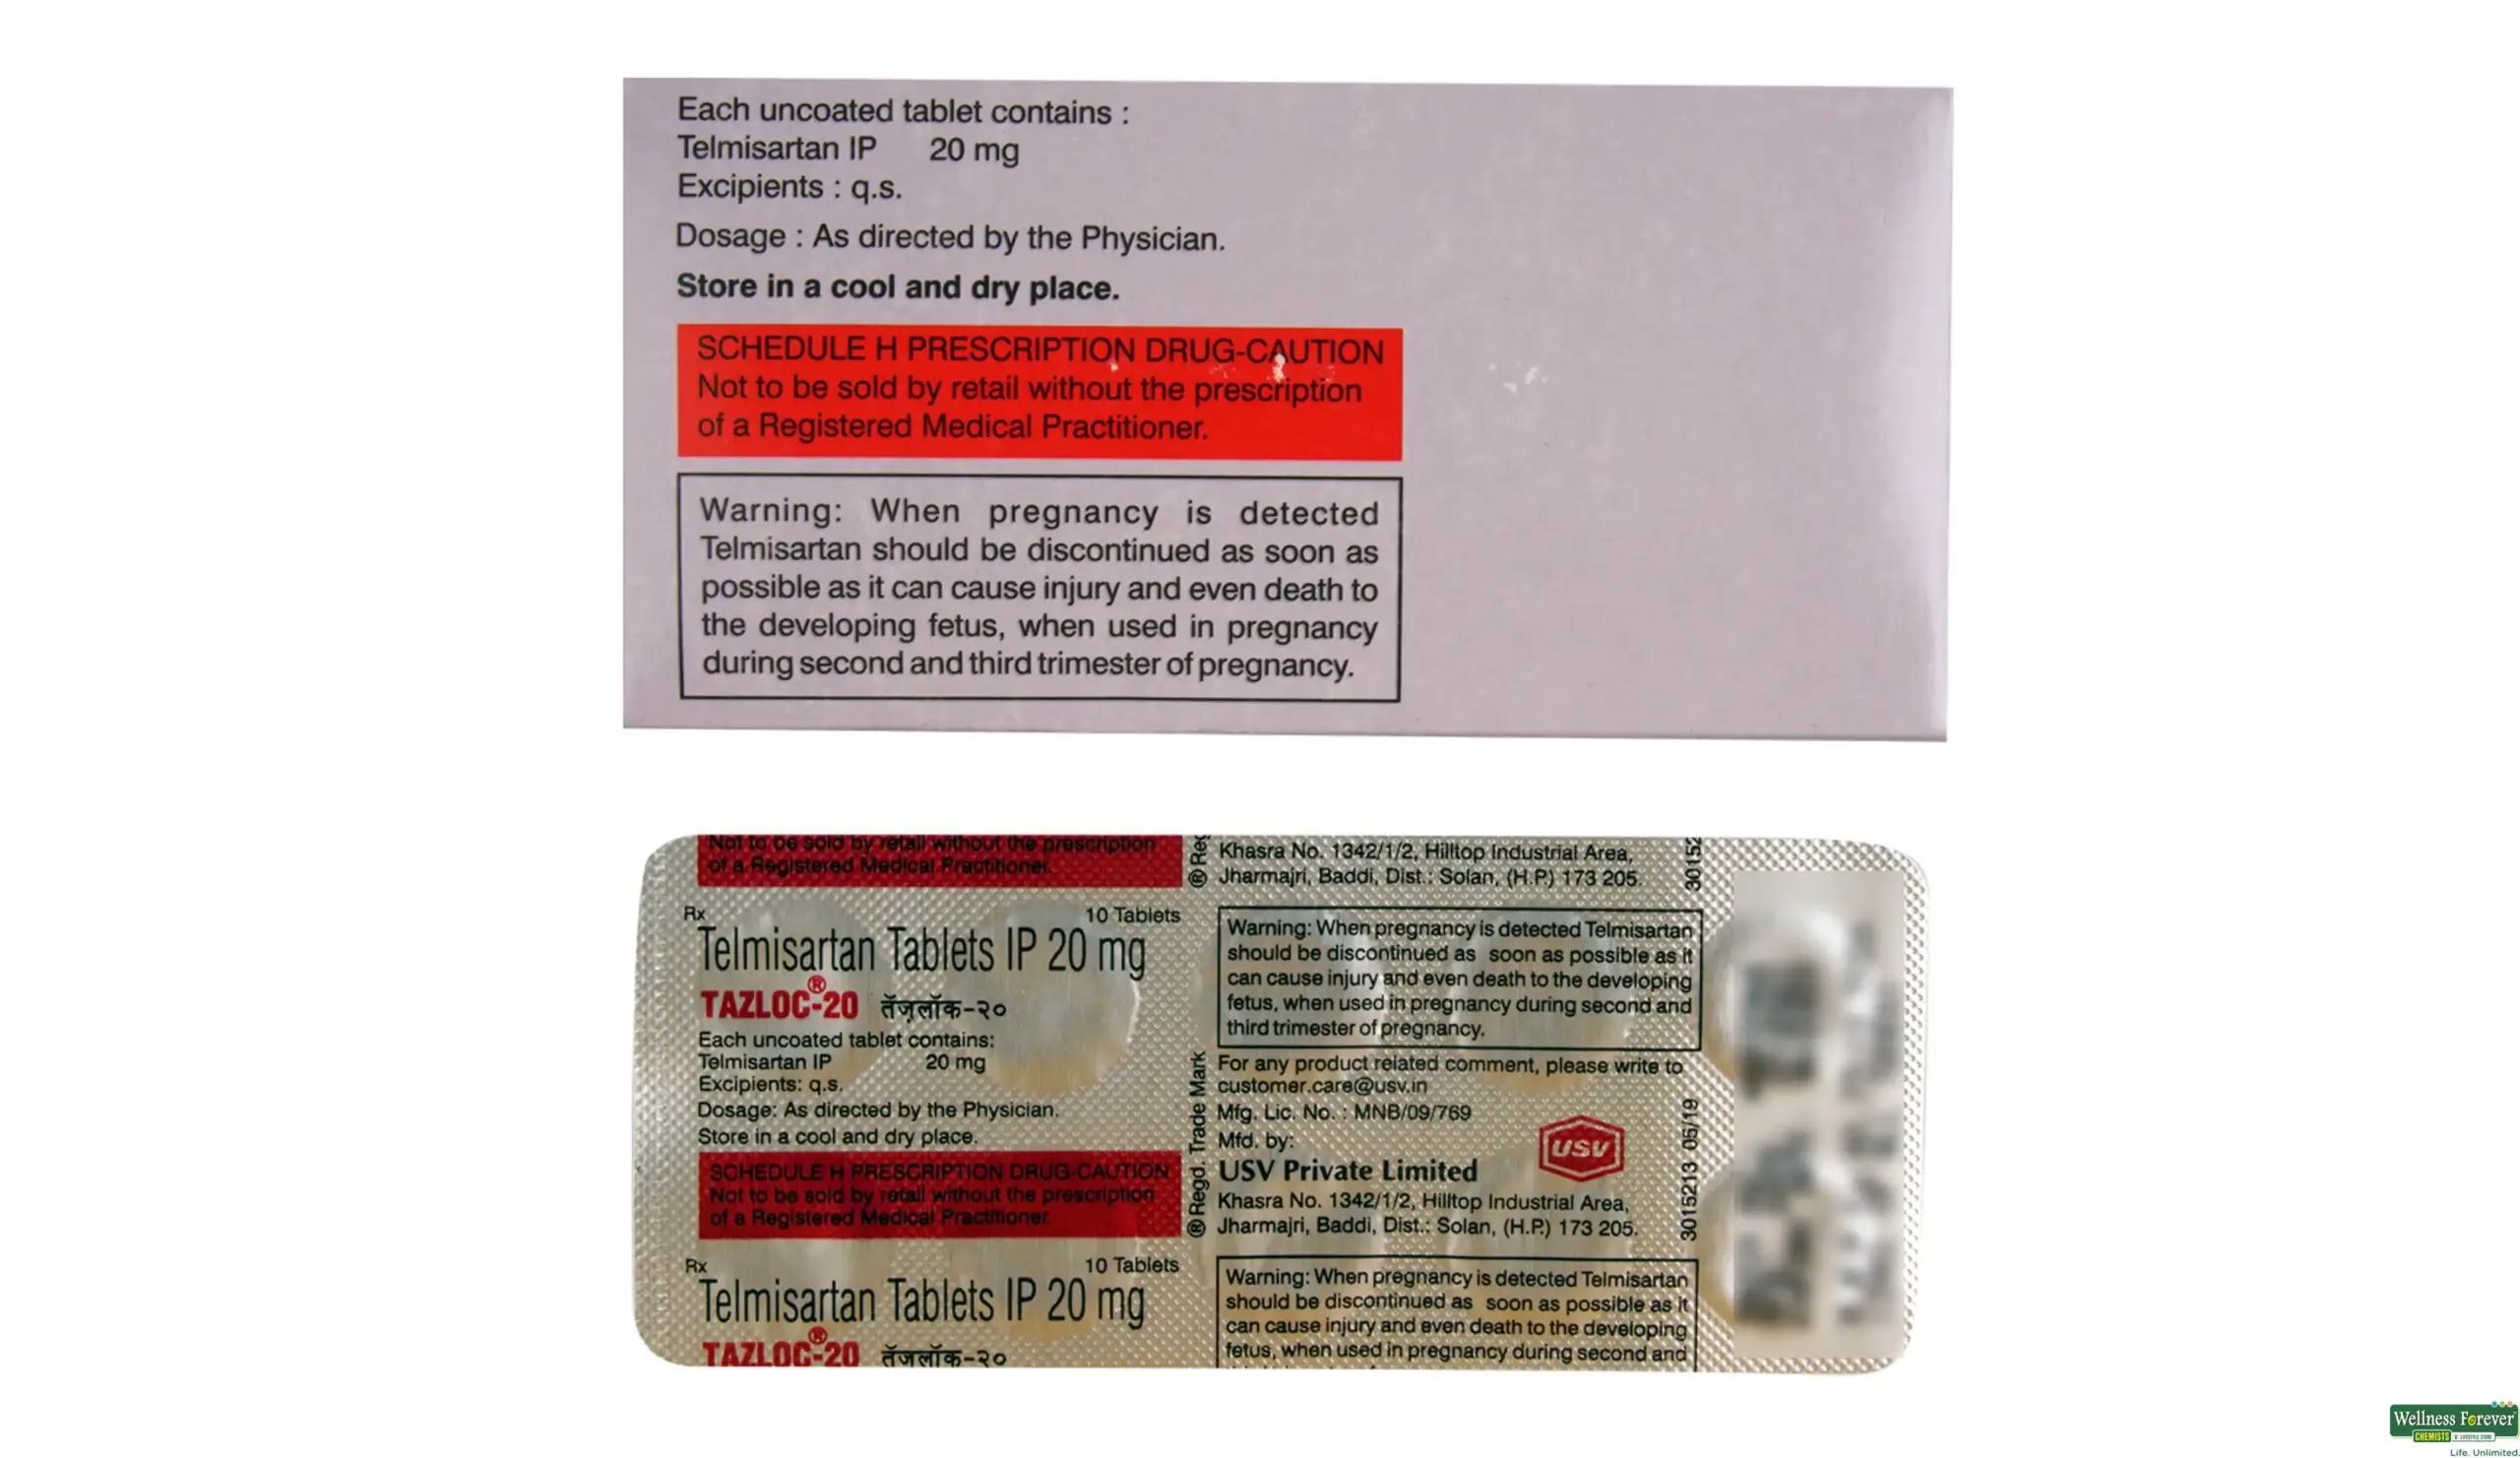 Each uncoated tablet contains :
Telmisartan IP 20 mg
Excipients : q.s.
Dosage : As directed by the Physician.
Store in a cool and dry place.
SCHEDULE H PRESCRIPTION DRUG-CAUTION
Not to be sold by retail without the prescription
of a Registered Medical Practitioner.
Warning: When pregnancy is detected
Telmisartan should be discontinued as soon as
possible as it can cause injury and even death to
the developing fetus, when used in pregnancy
during second and third trimester of pregnancy.
Not to be sold by retail without the prescription
of a Registered Medical Practitioner.
Rx 10 Tablets
Telmisartan Tablets IP 20 mg
TAZLOC®-20 तॅज़लॉक-२०
Each uncoated tablet contains:
Telmisartan IP 20 mg
Excipients: q.s.
Dosage: As directed by the Physician.
Store in a cool and dry place.
SCHEDULE H PRESCRIPTION DRUG-CAUTION
Not to be sold by retail without the prescription
of a Registered Medical Practitioner.
Rx 10 Tablets
Telmisartan Tablets IP 20 mg
TAZLOC®-20 तॅज़लॉक-२०
® Reg
® Regd. Trade Mark
Khasra No. 1342/1/2, Hilltop Industrial Area,
Jharmajri, Baddi, Dist.: Solan, (H.P.) 173 205.
Warning: When pregnancy is detected Telmisartan
should be discontinued as soon as possible as it
can cause injury and even death to the developing
fetus, when used in pregnancy during second and
third trimester of pregnancy.
For any product related comment, please write to
customer.care@usv.in
Mfg. Lic. No. : MNB/09/769
Mfd. by:
USV Private Limited
USV
Khasra No. 1342/1/2, Hilltop Industrial Area,
Jharmajri, Baddi, Dist.: Solan, (H.P.) 173 205.
Warning: When pregnancy is detected Telmisartan
should be discontinued as soon as possible as it
can cause injury and even death to the developing
fetus, when used in pregnancy during second and
30152
3015213 05/19
Wellness Forever
CHEMISTS & LIFESTYLE STORE
Life. Unlimited.